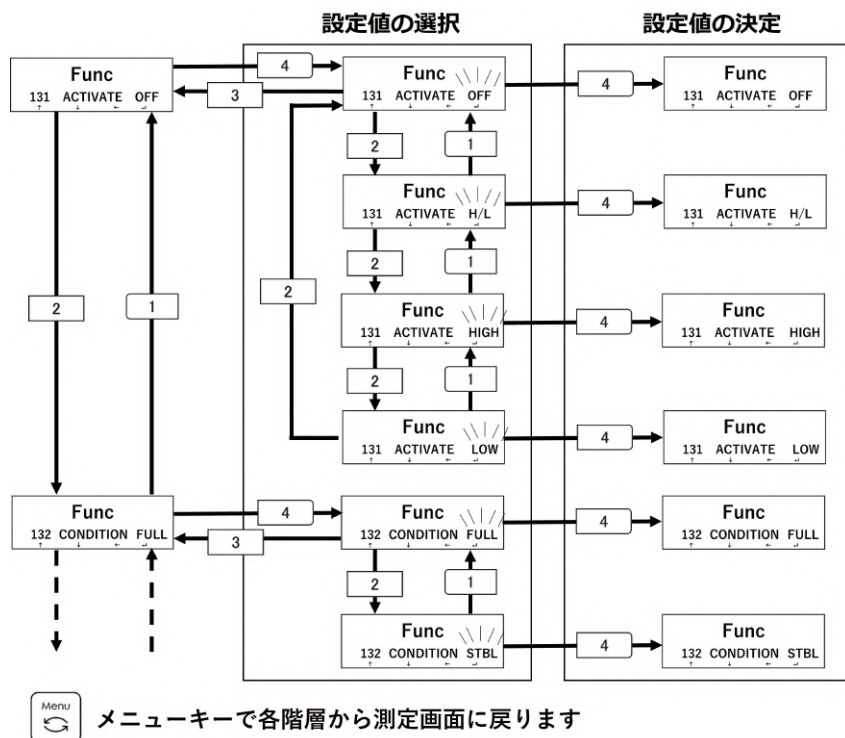 設定値の選択
設定値の決定
Func
131 ACTIVATE OFF
↑ ↓ ← ↵
4
3
Func
131 ACTIVATE OFF
↑ ↓ ← ↵
4
Func
131 ACTIVATE OFF
↑ ↓ ← ↵
2
1
Func
131 ACTIVATE H/L
↑ ↓ ← ↵
4
Func
131 ACTIVATE H/L
↑ ↓ ← ↵
2
1
2
2
1
Func
131 ACTIVATE HIGH
↑ ↓ ← ↵
4
Func
131 ACTIVATE HIGH
↑ ↓ ← ↵
2
1
Func
131 ACTIVATE LOW
↑ ↓ ← ↵
4
Func
131 ACTIVATE LOW
↑ ↓ ← ↵
Func
132 CONDITION FULL
↑ ↓ ← ↵
4
3
Func
132 CONDITION FULL
↑ ↓ ← ↵
4
Func
132 CONDITION FULL
↑ ↓ ← ↵
2
1
Func
132 CONDITION STBL
↑ ↓ ← ↵
4
Func
132 CONDITION STBL
↑ ↓ ← ↵
Menu
メニューキーで各階層から測定画面に戻ります